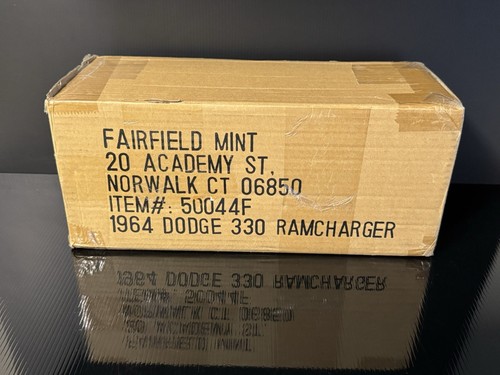 FAIRFIELD MINT
20 ACADEMY ST.
NORWALK CT 06850
ITEM#: 50044F
1964 DODGE 330 RAMCHARGER